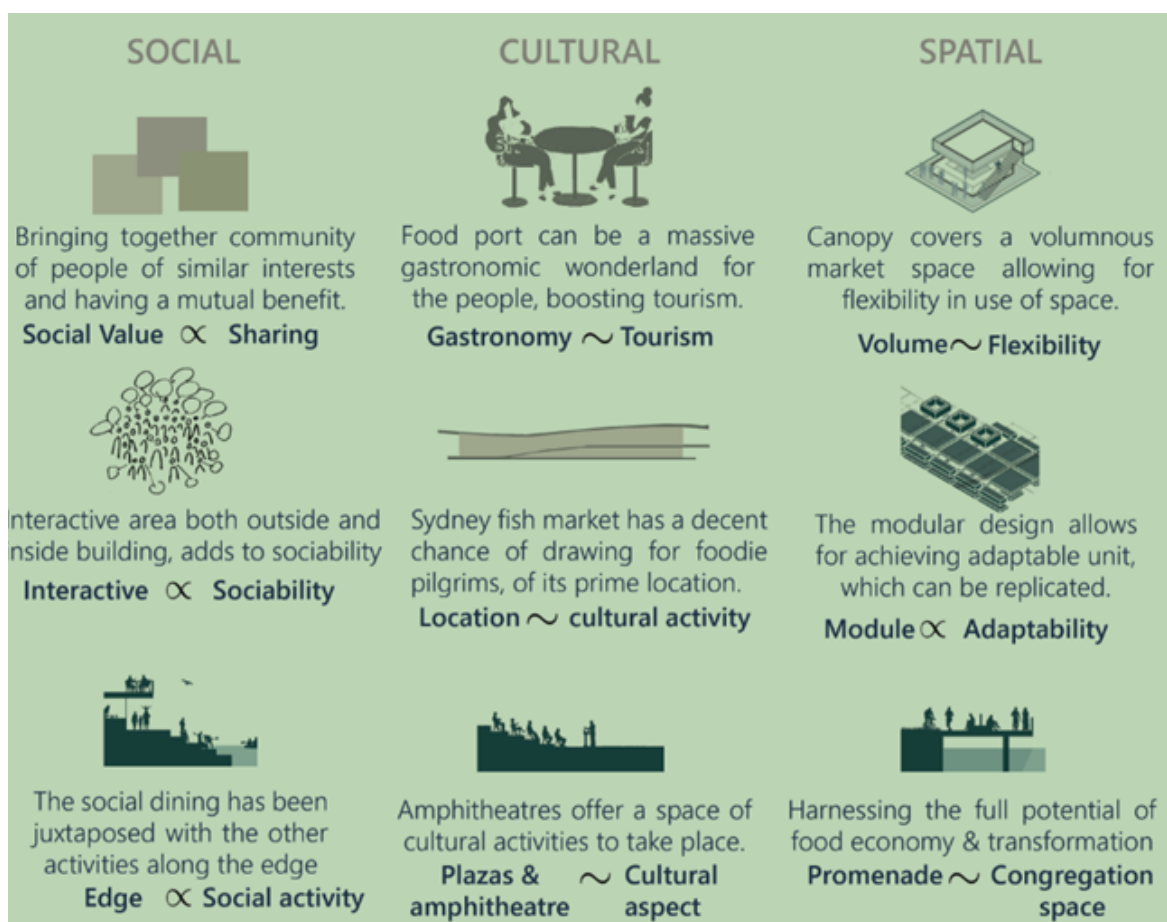 SOCIAL
Bringing together community
of people of similar interests
and having a mutual benefit.
Social Value ∝ Sharing
Interactive area both outside and
inside building, adds to sociability
Interactive ∝ Sociability
The social dining has been
juxtaposed with the other
activities along the edge
Edge ∝ Social activity
CULTURAL
Food port can be a massive
gastronomic wonderland for
the people, boosting tourism.
Gastronomy ~ Tourism
Sydney fish market has a decent
chance of drawing for foodie
pilgrims, of its prime location.
Location ~ cultural activity
Amphitheatres offer a space of
cultural activities to take place.
Plazas & ~ Cultural
amphitheatre aspect
SPATIAL
Canopy covers a volumnous
market space allowing for
flexibility in use of space.
Volume ~ Flexibility
The modular design allows
for achieving adaptable unit,
which can be replicated.
Module ∝ Adaptability
Harnessing the full potential of
food economy & transformation
Promenade ~ Congregation
space